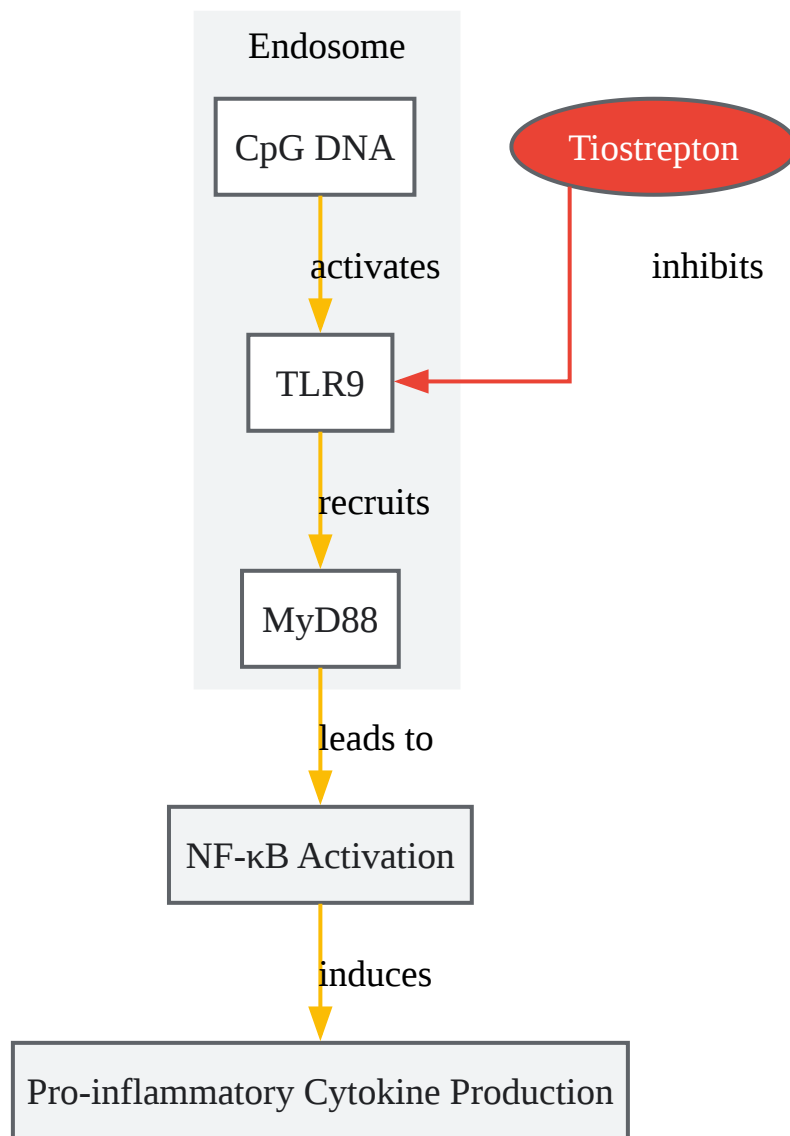 Endosome
CpG DNA
Tiostrepton
activates
inhibits
TLR9
recruits
MyD88
leads to
NF-κB Activation
induces
Pro-inflammatory Cytokine Production